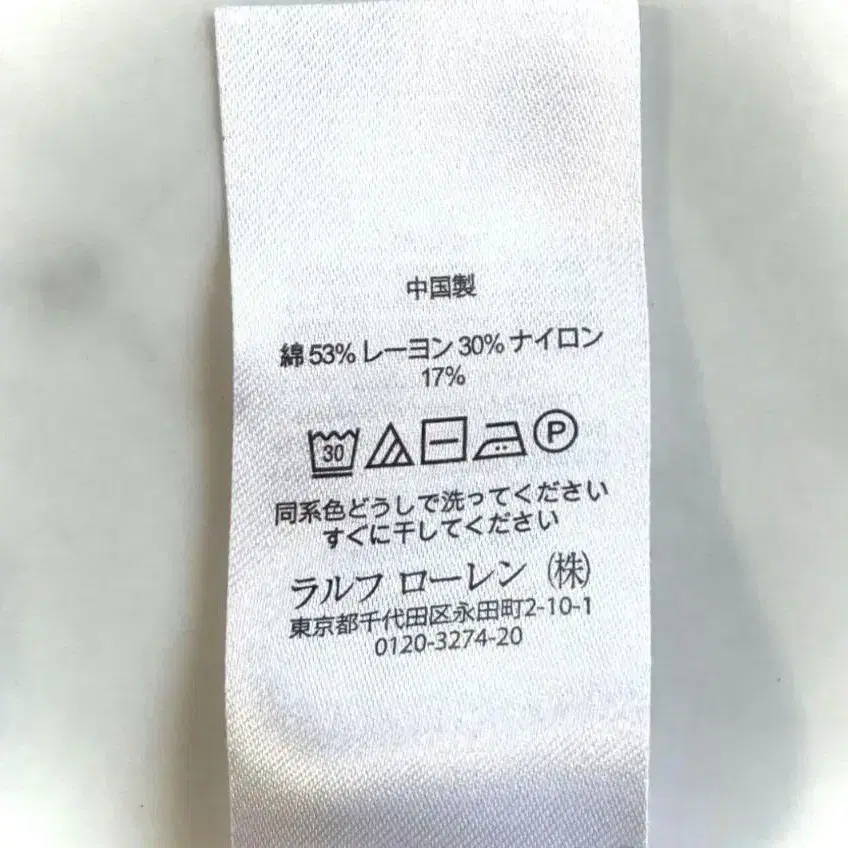 中国製
綿 53% レーヨン 30% ナイロン
17%
30 P
同系色どうしで洗ってください
すぐに干してください
ラルフ ローレン (株)
東京都千代田区永田町2-10-1
0120-3274-20